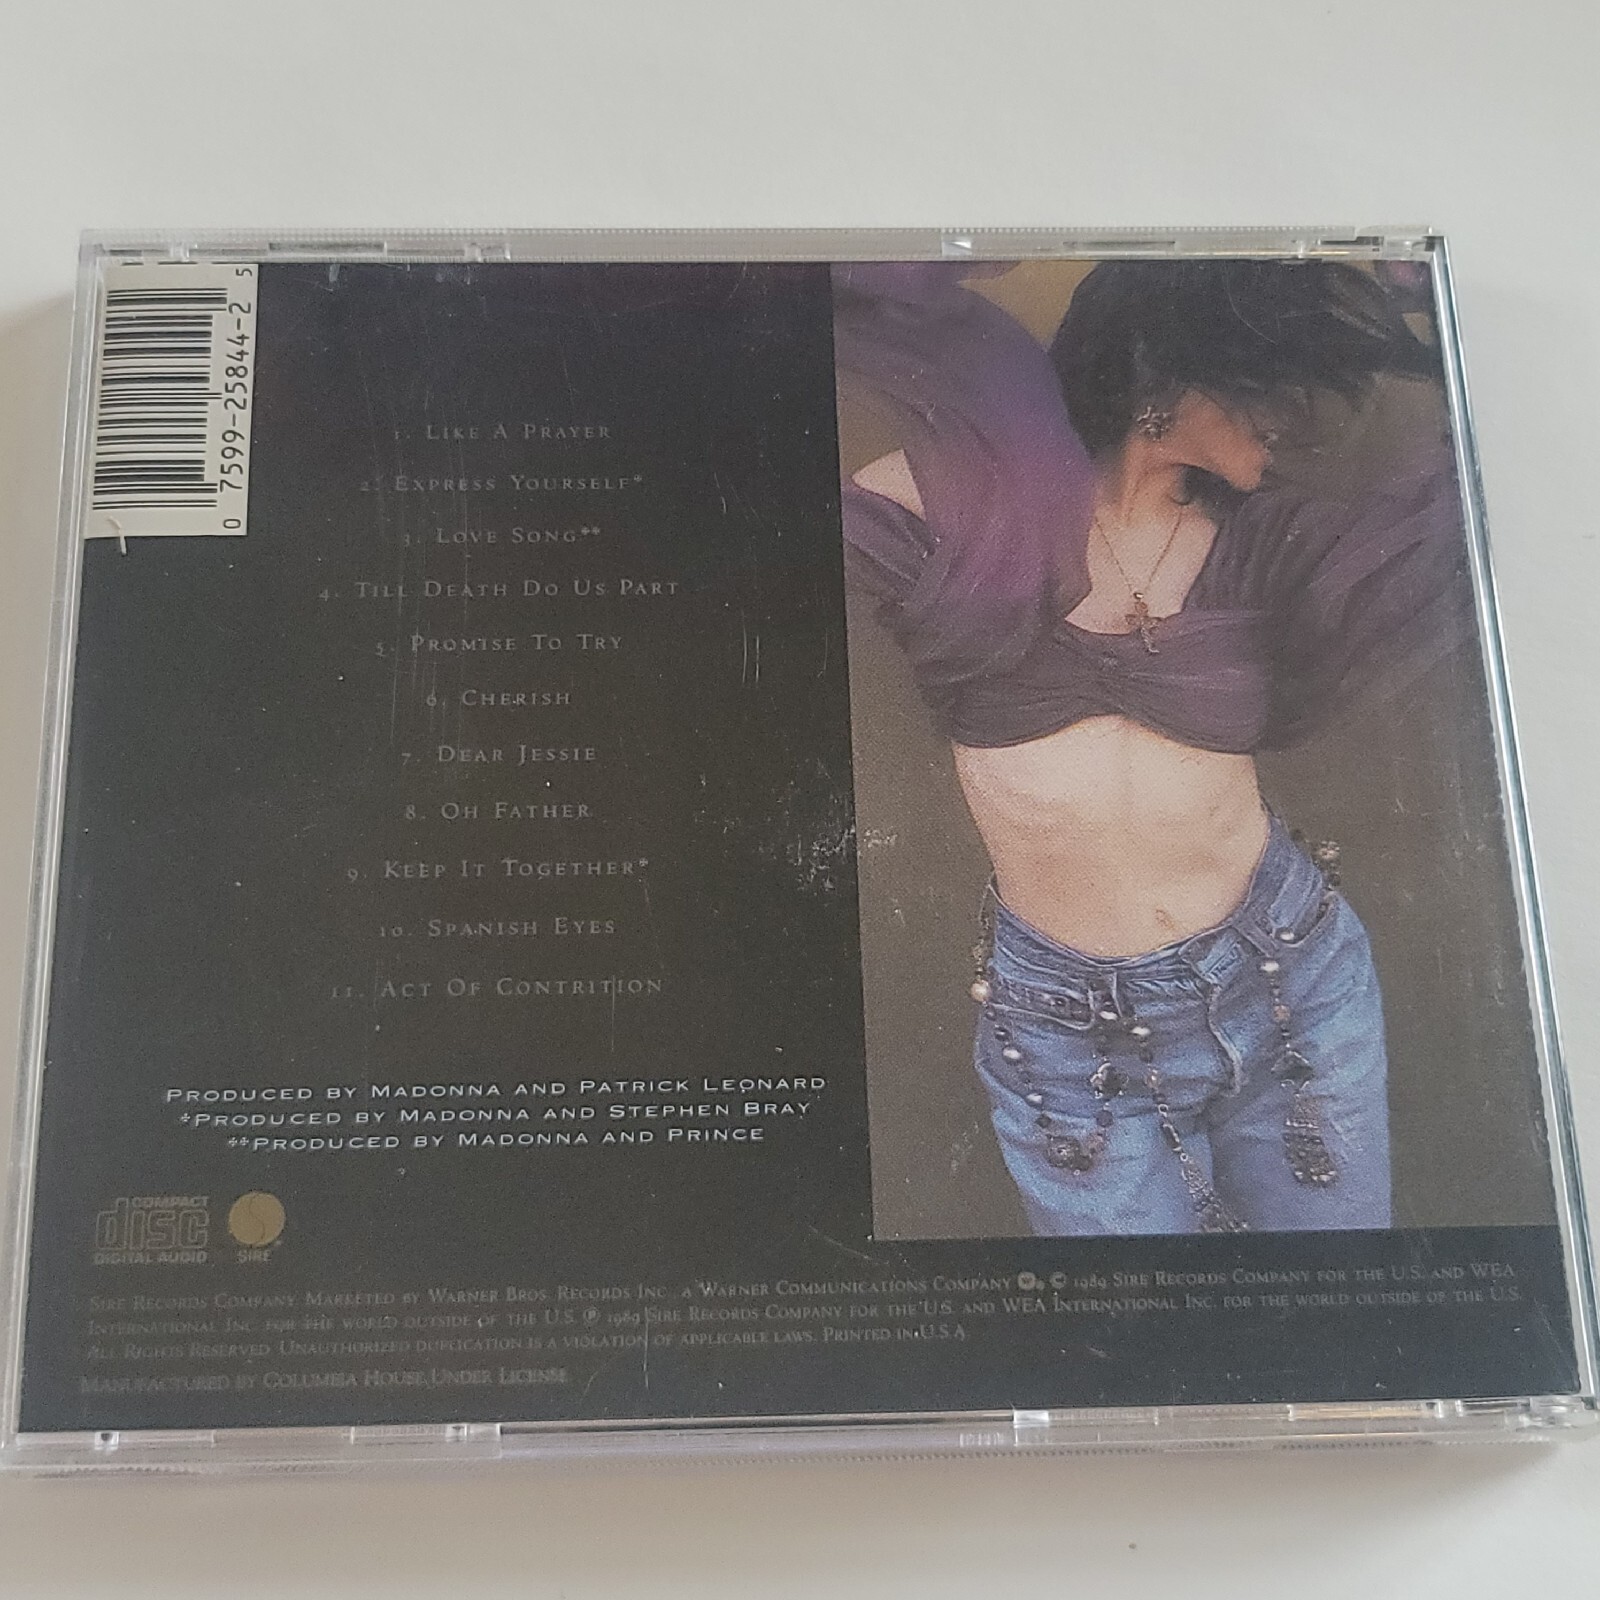 0 7599-25844-2 5
1. LIKE A PRAYER
2. EXPRESS YOURSELF*
3. LOVE SONG**
4. TILL DEATH DO US PART
5. PROMISE TO TRY
6. CHERISH
7. DEAR JESSIE
8. OH FATHER
9. KEEP IT TOGETHER*
10. SPANISH EYES
11. ACT OF CONTRITION
PRODUCED BY MADONNA AND PATRICK LEONARD
*PRODUCED BY MADONNA AND STEPHEN BRAY
**PRODUCED BY MADONNA AND PRINCE
COMPACT
disc
DIGITAL AUDIO
SIRE
SIRE RECORDS COMPANY. MARKETED BY WARNER BROS. RECORDS INC., A WARNER COMMUNICATIONS COMPANY © 1989 SIRE RECORDS COMPANY FOR THE U.S. AND WEA
INTERNATIONAL INC. FOR THE WORLD OUTSIDE OF THE U.S. ℗ 1989 SIRE RECORDS COMPANY FOR THE U.S. AND WEA INTERNATIONAL INC. FOR THE WORLD OUTSIDE OF THE U.S.
ALL RIGHTS RESERVED. UNAUTHORIZED DUPLICATION IS A VIOLATION OF APPLICABLE LAWS. PRINTED IN U.S.A.
MANUFACTURED BY COLUMBIA HOUSE UNDER LICENSE